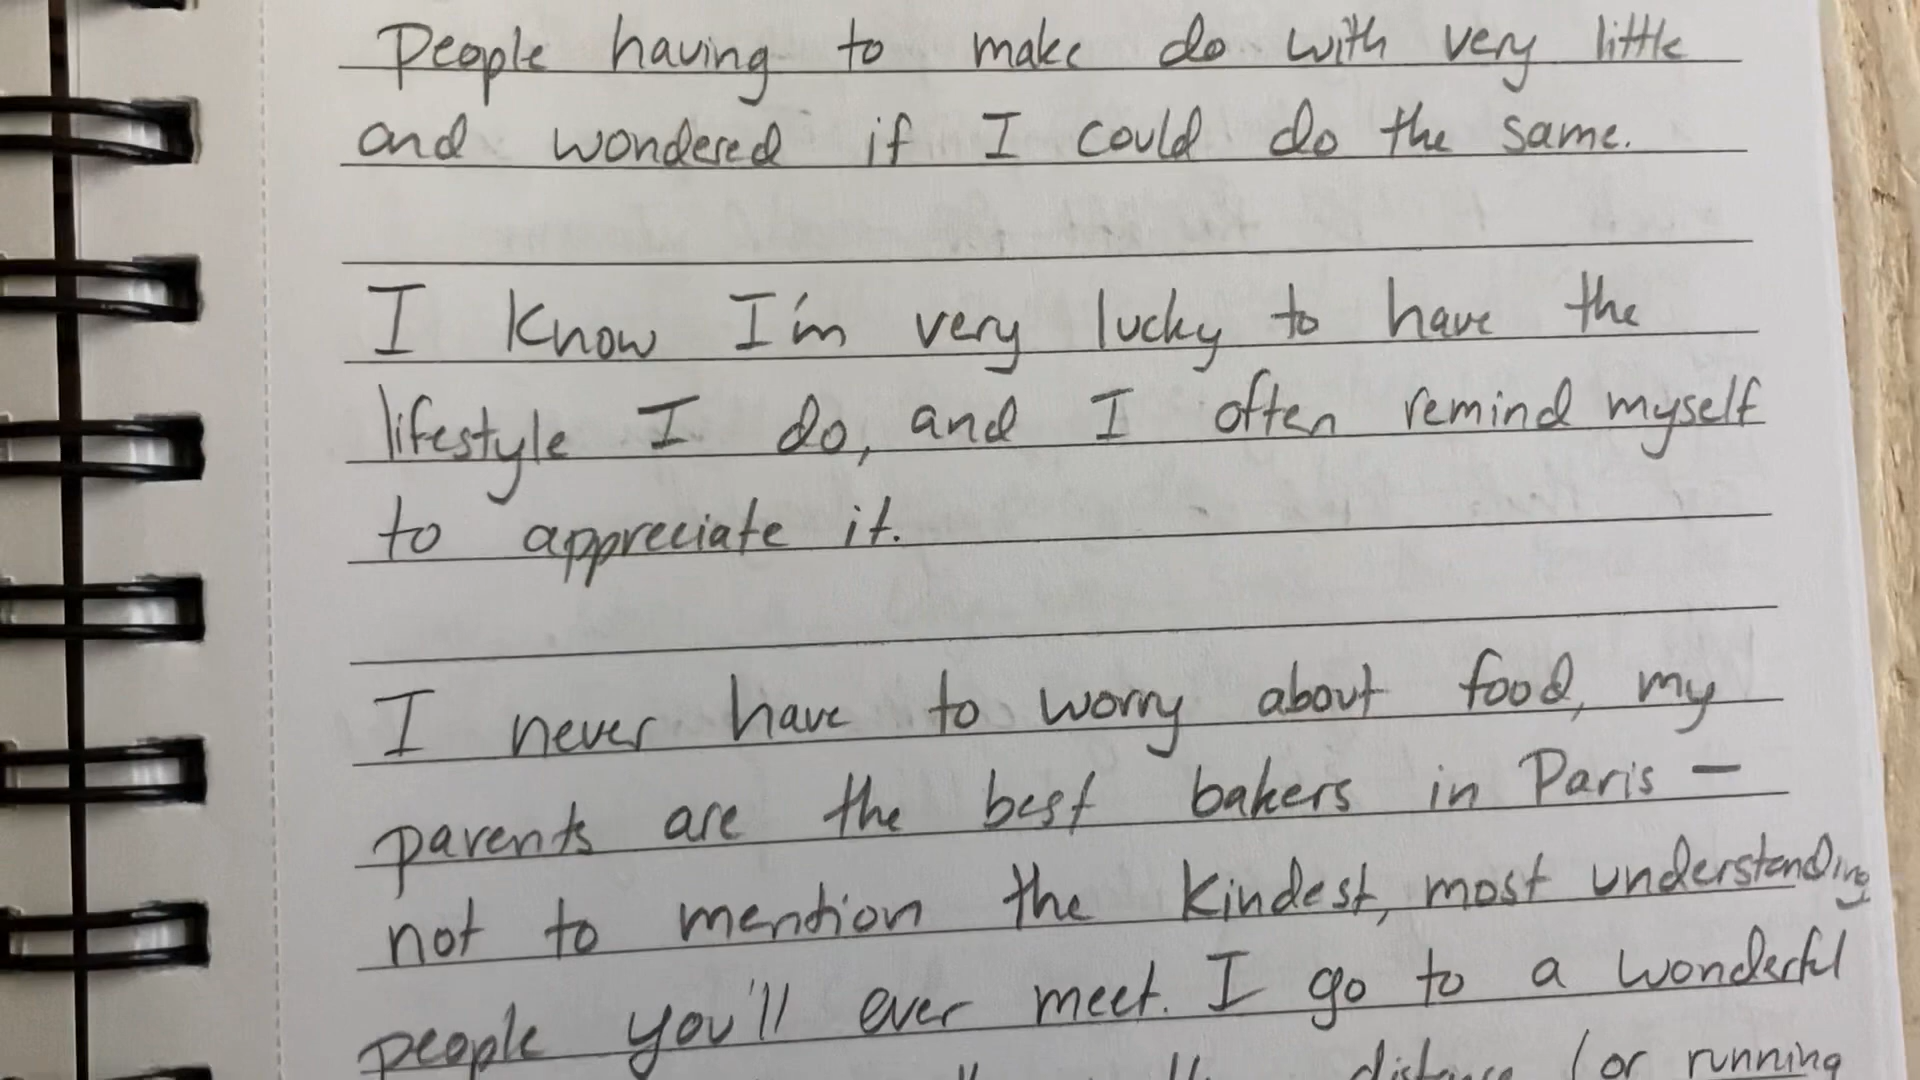 People having to make do with very little
and wondered if I could do the same.
I know I'm very lucky to have the
lifestyle I do, and I often remind myself
to appreciate it.
I never have to worry about food, my
parents are the best bakers in Paris -
not to mention the kindest, most understanding
people you'll ever meet. I go to a wonderful
distance (or running